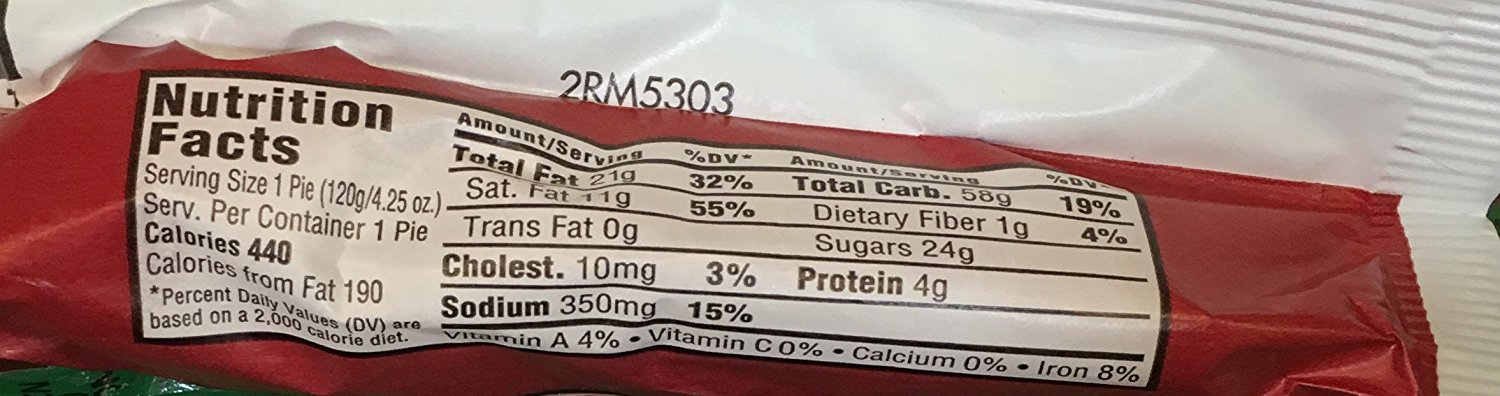 2RM5303
Nutrition
Facts
Serving Size 1 Pie (120g/4.25 oz.)
Serv. Per Container 1 Pie
Calories 440
Calories from Fat 190
*Percent Daily Values (DV) are
based on a 2,000 calorie diet.
Amount/Serving %DV* Amount/Serving %DV*
Total Fat 21g 32% Total Carb. 58g 19%
Sat. Fat 11g 55% Dietary Fiber 1g 4%
Trans Fat 0g Sugars 24g
Cholest. 10mg 3% Protein 4g
Sodium 350mg 15%
Vitamin A 4% • Vitamin C 0% • Calcium 0% • Iron 8%